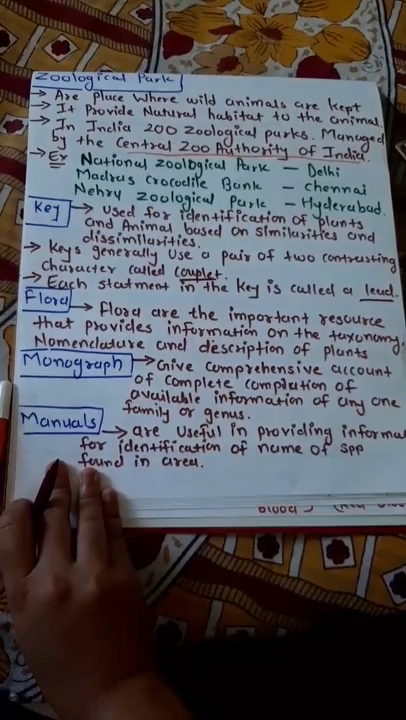 Zoological Park
→ Are Place Where wild animals are kept
→ It Provide Natural habitat to the animal
→ In India 200 Zoological parks. Managed
by the Central Zoo Authority of India.
→ Ex National Zoological Park — Delhi
Madras Crocodile Bank — Chennai
Nehru Zoological Park — Hyderabad.
Key → Used for identification of plants
and Animal based on similarities and
dissimilarities.
→ Keys generally Use a pair of two contrasting
Character called Couplet.
→ Each statment in the Key is called a lead.
Flora → Flora are the important resource
that provides information on the taxonomy,
Nomenclature and description of plants
Monograph → Give comprehensive account
of complete compilation of
available information of any one
family or genus.
Manuals → are Useful in providing informat
for identification of name of spp
found in area.